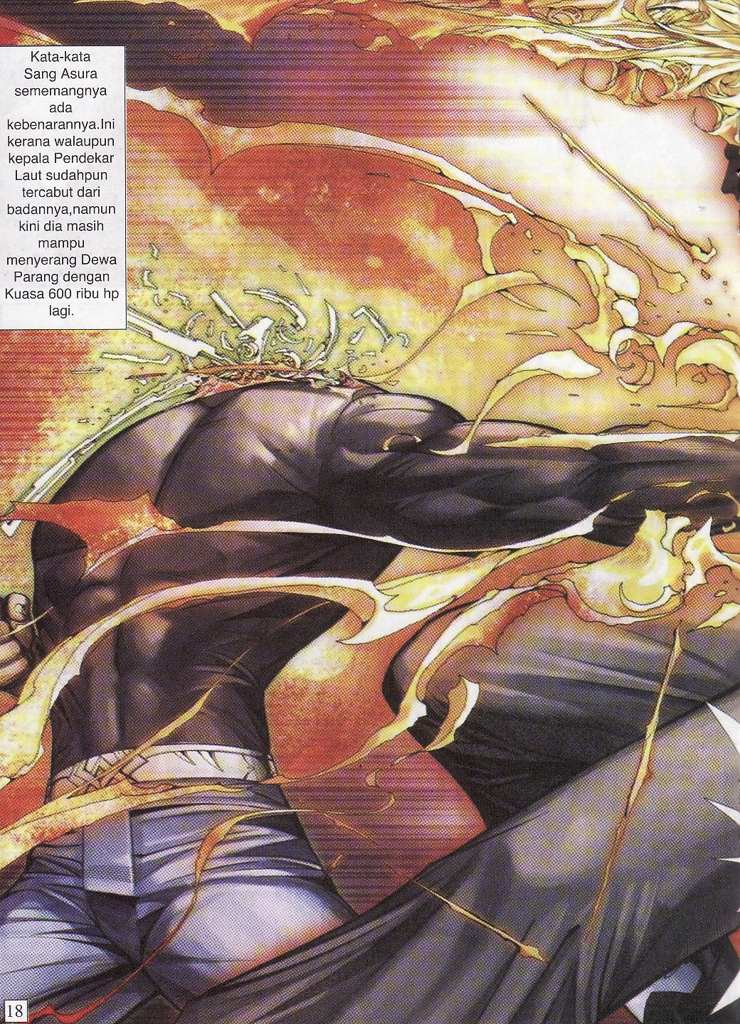 Kata-kata
Sang Asura
sememangnya
ada
kebenarannya.Ini
kerana walaupun
kepala Pendekar
Laut sudahpun
tercabut dari
badannya,namun
kini dia masih
mampu
menyerang Dewa
Parang dengan
Kuasa 600 ribu hp
lagi.
18